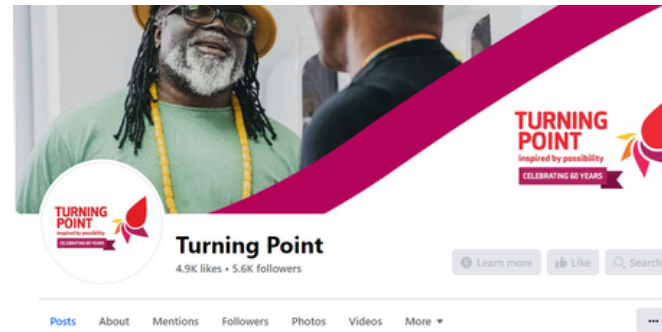 TURNING
POINT
inspired by possibility
CELEBRATING 60 YEARS
TURNING
POINT
inspired by possibility
CELEBRATING 60 YEARS
Turning Point
4.9K likes • 5.6K followers
Learn more Like Search
Posts About Mentions Followers Photos Videos More